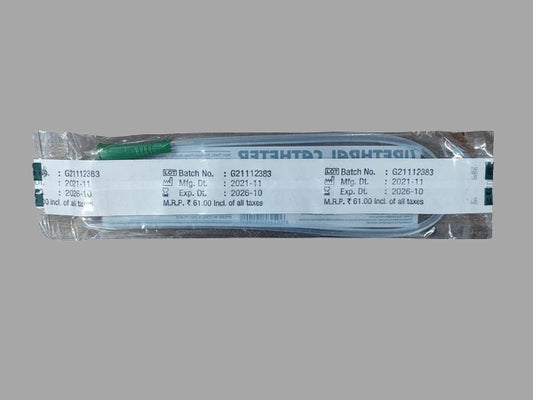 URETHRAL CATHETER
: G21112383
: 2021-11
: 2026-10
.00 Incl. of all taxes
LOT Batch No. : G21112383
Mfg. Dt. : 2021-11
Exp. Dt. : 2026-10
M.R.P. ₹ 61.00 Incl. of all taxes
LOT Batch No. : G21112383
Mfg. Dt. : 2021-11
Exp. Dt. : 2026-10
M.R.P. ₹ 61.00 Incl. of all taxes